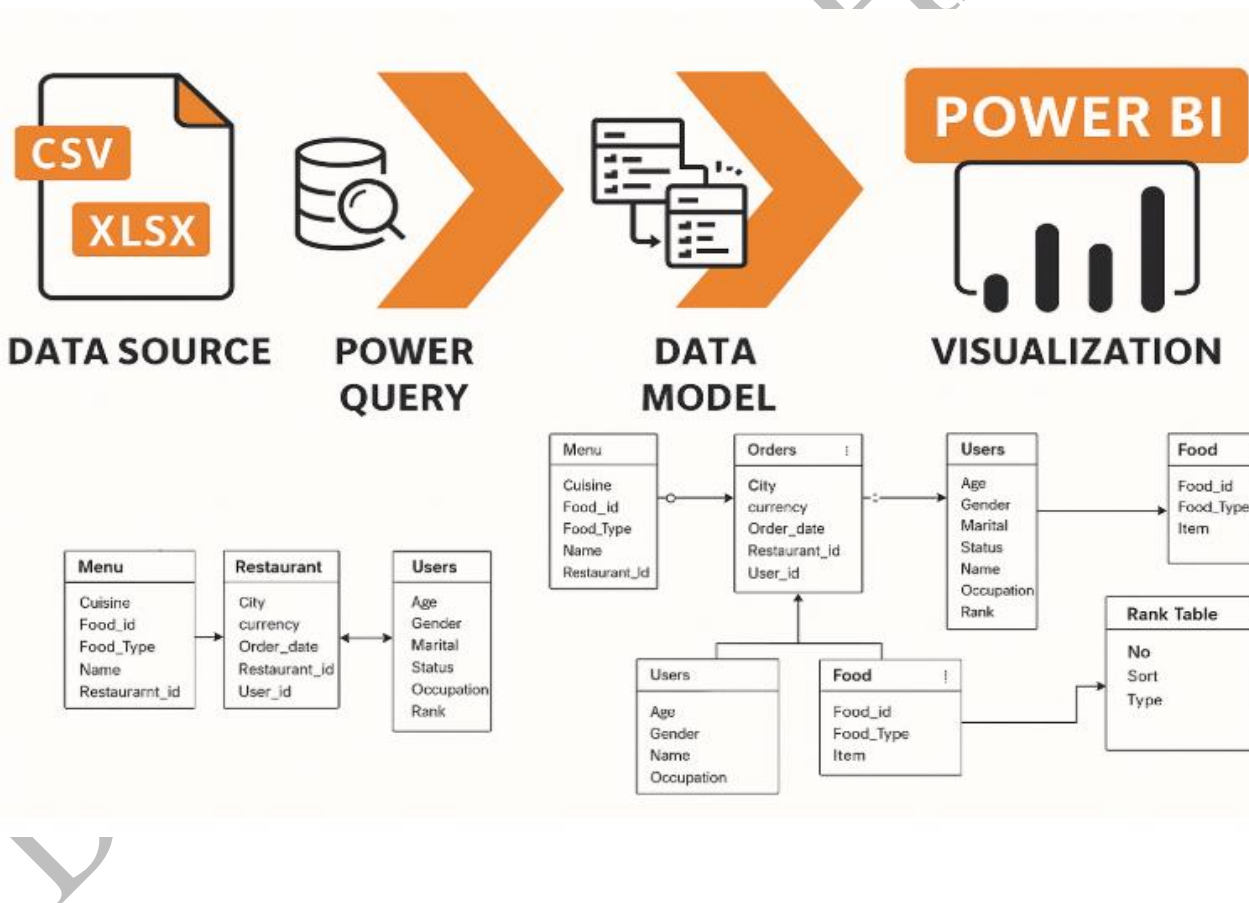 CSV
XLSX
POWER BI
DATA SOURCE
POWER
QUERY
DATA
MODEL
VISUALIZATION
Menu
Cuisine
Food_id
Food_Type
Name
Restaurarnt_id
Restaurant
City
currency
Order_date
Restaurant_id
User_id
Users
Age
Gender
Marital
Status
Occupation
Rank
Menu
Cuisine
Food_id
Food_Type
Name
Restaurant_Id
Orders
City
currency
Order_date
Restaurant_id
User_id
Users
Age
Gender
Marital
Status
Name
Occupation
Rank
Food
Food_id
Food_Type
Item
Users
Age
Gender
Name
Occupation
Food
Food_id
Food_Type
Item
Rank Table
No
Sort
Type